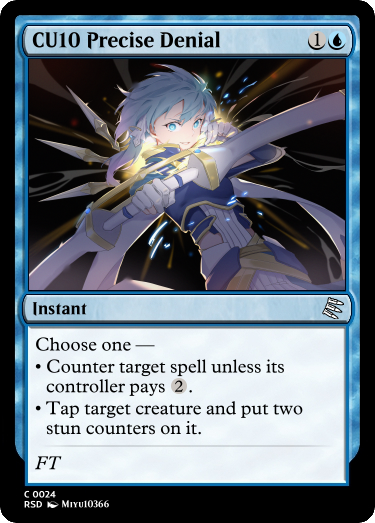 CU10 Precise Denial 1
Instant
Choose one —
• Counter target spell unless its
controller pays 2.
• Tap target creature and put two
stun counters on it.
FT
C 0024
RSD Miyu10366